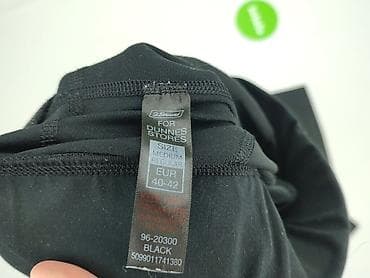 FOR
DUNNES
STORES
SIZE
MEDIUM
EUR
40-42
96-20300
BLACK
5099011741380